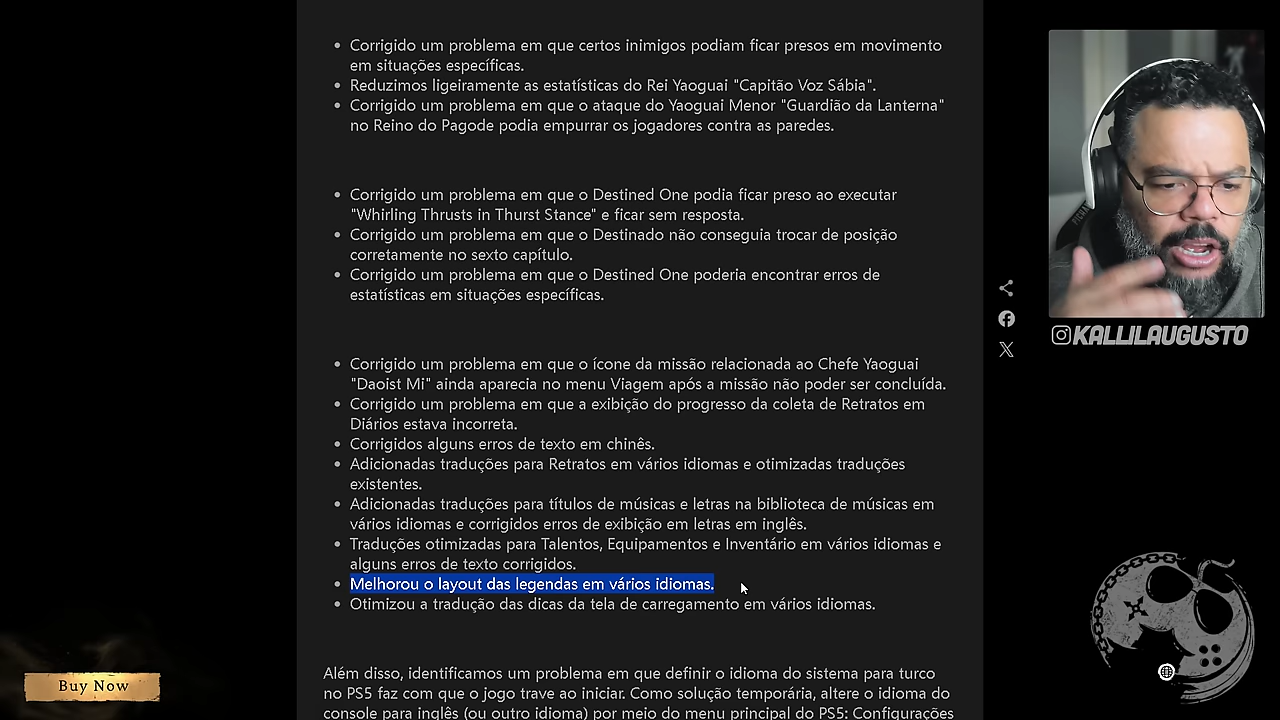 Corrigido um problema em que certos inimigos podiam ficar presos em movimento
em situações específicas.
Reduzimos ligeiramente as estatísticas do Rei Yaoguai "Capitão Voz Sábia".
Corrigido um problema em que o ataque do Yaoguai Menor "Guardião da Lanterna"
no Reino do Pagode podia empurrar os jogadores contra as paredes.
Corrigido um problema em que o Destined One podia ficar preso ao executar
"Whirling Thrusts in Thurst Stance" e ficar sem resposta.
Corrigido um problema em que o Destinado não conseguia trocar de posição
corretamente no sexto capítulo.
Corrigido um problema em que o Destined One poderia encontrar erros de
estatísticas em situações específicas.
Corrigido um problema em que o ícone da missão relacionada ao Chefe Yaoguai
"Daoist Mi" ainda aparecia no menu Viagem após a missão não poder ser concluída.
Corrigido um problema em que a exibição do progresso da coleta de Retratos em
Diários estava incorreta.
Corrigidos alguns erros de texto em chinês.
Adicionadas traduções para Retratos em vários idiomas e otimizadas traduções
existentes.
Adicionadas traduções para títulos de músicas e letras na biblioteca de músicas em
vários idiomas e corrigidos erros de exibição em letras em inglês.
Traduções otimizadas para Talentos, Equipamentos e Inventário em vários idiomas e
alguns erros de texto corrigidos.
Melhorou o layout das legendas em vários idiomas.
Otimizou a tradução das dicas da tela de carregamento em vários idiomas.
Além disso, identificamos um problema em que definir o idioma do sistema para turco
no PS5 faz com que o jogo trave ao iniciar. Como solução temporária, altere o idioma do
console para inglês (ou outro idioma) por meio do menu principal do PS5: Configurações
KALLILAUGUSTO
Buy Now